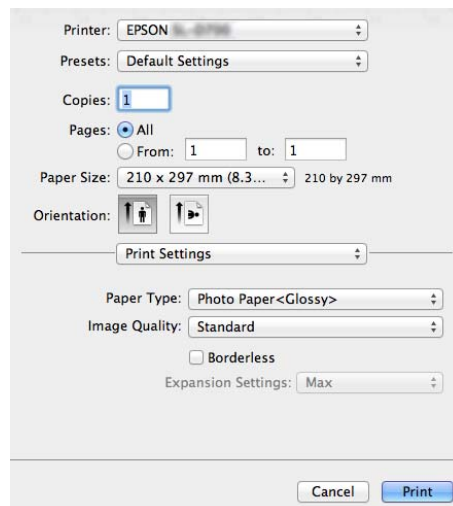 Printer: EPSON
Presets: Default Settings
Copies: 1
Pages: All
From: 1 to: 1
Paper Size: 210 x 297 mm (8.3... 210 by 297 mm
Orientation:
Print Settings
Paper Type: Photo Paper<Glossy>
Image Quality: Standard
Borderless
Expansion Settings: Max
Cancel Print